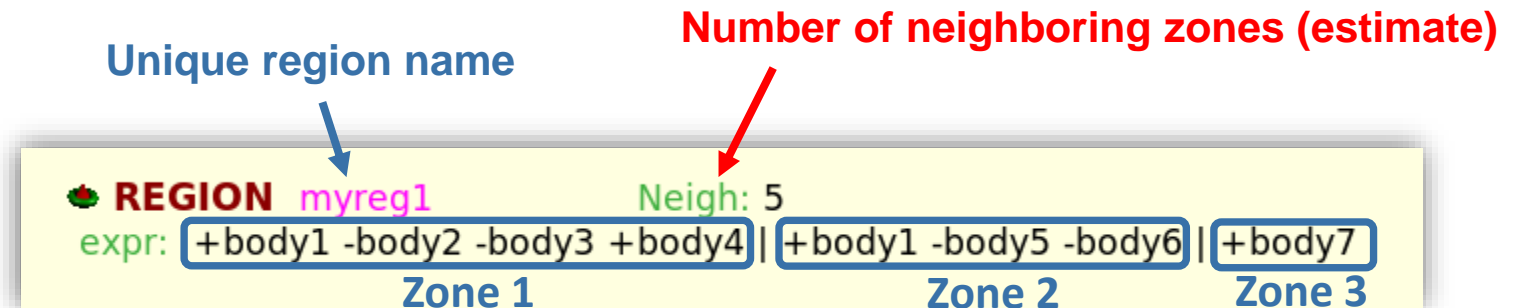 Number of neighboring zones (estimate)
Unique region name
REGION myreg1 Neigh: 5
expr: +body1 -body2 -body3 +body4 | +body1 -body5 -body6 | +body7
Zone 1 Zone 2 Zone 3